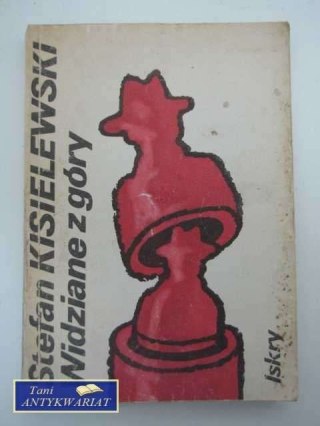 Stefan KISIELEWSKI
Widziane z góry
Iskry
Tani
ANTYKWARIAT